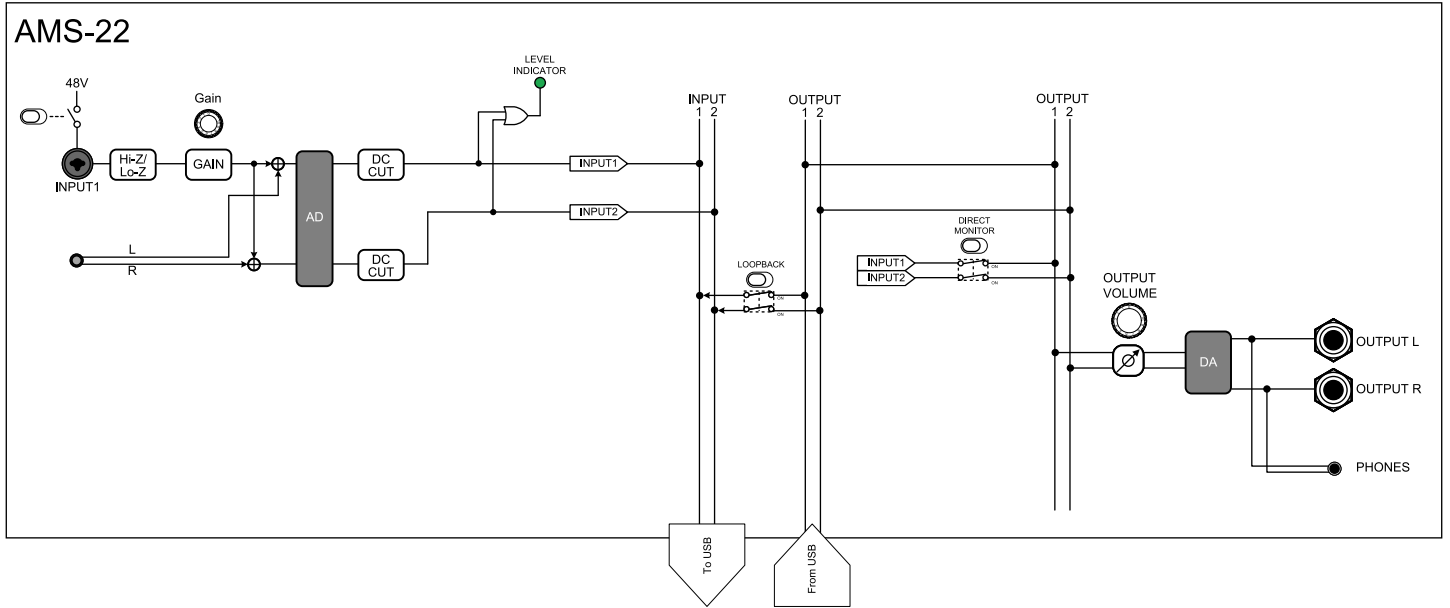 AMS-22
48V
Gain
INPUT1
Hi-Z/
Lo-Z
GAIN
L
R
AD
DC
CUT
DC
CUT
LEVEL
INDICATOR
INPUT1
INPUT2
INPUT
1 2
OUTPUT
1 2
LOOPBACK
ON
ON
To USB
From USB
OUTPUT
1 2
DIRECT
MONITOR
INPUT1
INPUT2
ON
ON
OUTPUT
VOLUME
DA
OUTPUT L
OUTPUT R
PHONES